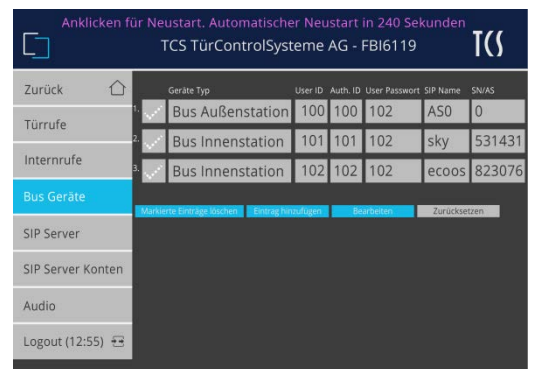 Anklicken für Neustart. Automatischer Neustart in 240 Sekunden
TCS TürControlSysteme AG - FBI6119
TCS
Zurück
Türrufe
Internrufe
Bus Geräte
SIP Server
SIP Server Konten
Audio
Logout (12:55)
Geräte Typ User ID Auth. ID User Passwort SIP Name SN/AS
1. Bus Außenstation 100 100 102 AS0 0
2. Bus Innenstation 101 101 102 sky 531431
3. Bus Innenstation 102 102 102 ecoos 823076
Markierte Einträge löschen Eintrag hinzufügen Bearbeiten Zurücksetzen